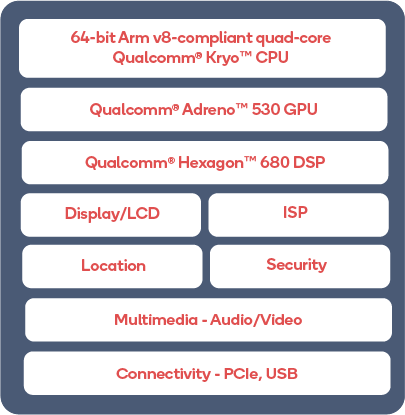 64-bit Arm v8-compliant quad-core
Qualcomm® Kryo™ CPU
Qualcomm® Adreno™ 530 GPU
Qualcomm® Hexagon™ 680 DSP
Display/LCD
ISP
Location
Security
Multimedia - Audio/Video
Connectivity - PCIe, USB